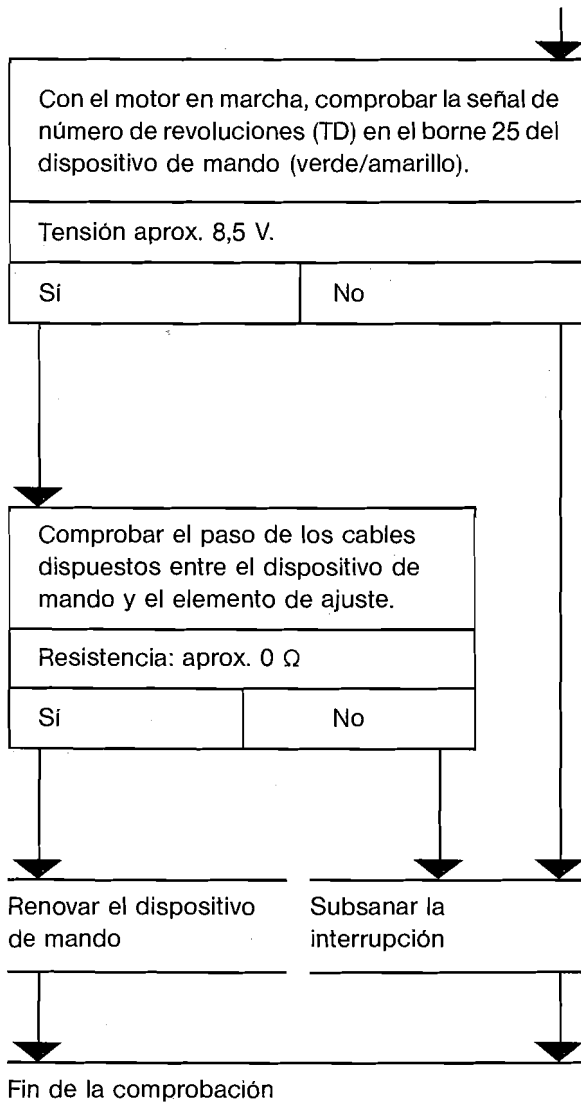 Con el motor en marcha, comprobar la señal de
número de revoluciones (TD) en el borne 25 del
dispositivo de mando (verde/amarillo).
Tensión aprox. 8,5 V.
Sí No
Comprobar el paso de los cables
dispuestos entre el dispositivo de
mando y el elemento de ajuste.
Resistencia: aprox. 0 Ω
Sí No
Renovar el dispositivo
de mando
Subsanar la
interrupción
Fin de la comprobación